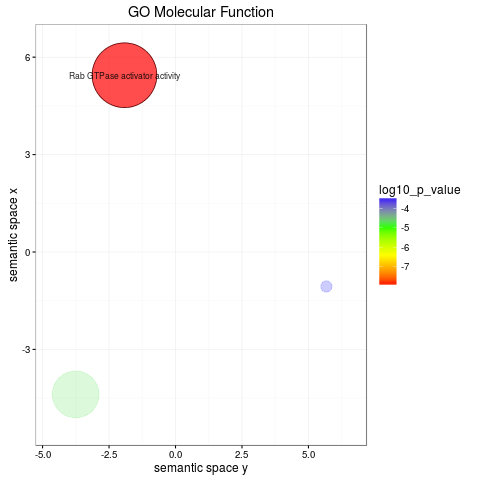 GO Molecular Function
6
3
0
-3
-5.0
-2.5
0.0
2.5
5.0
semantic space x
semantic space y
Rab GTPase activator activity
log10_p_value
-4
-5
-6
-7